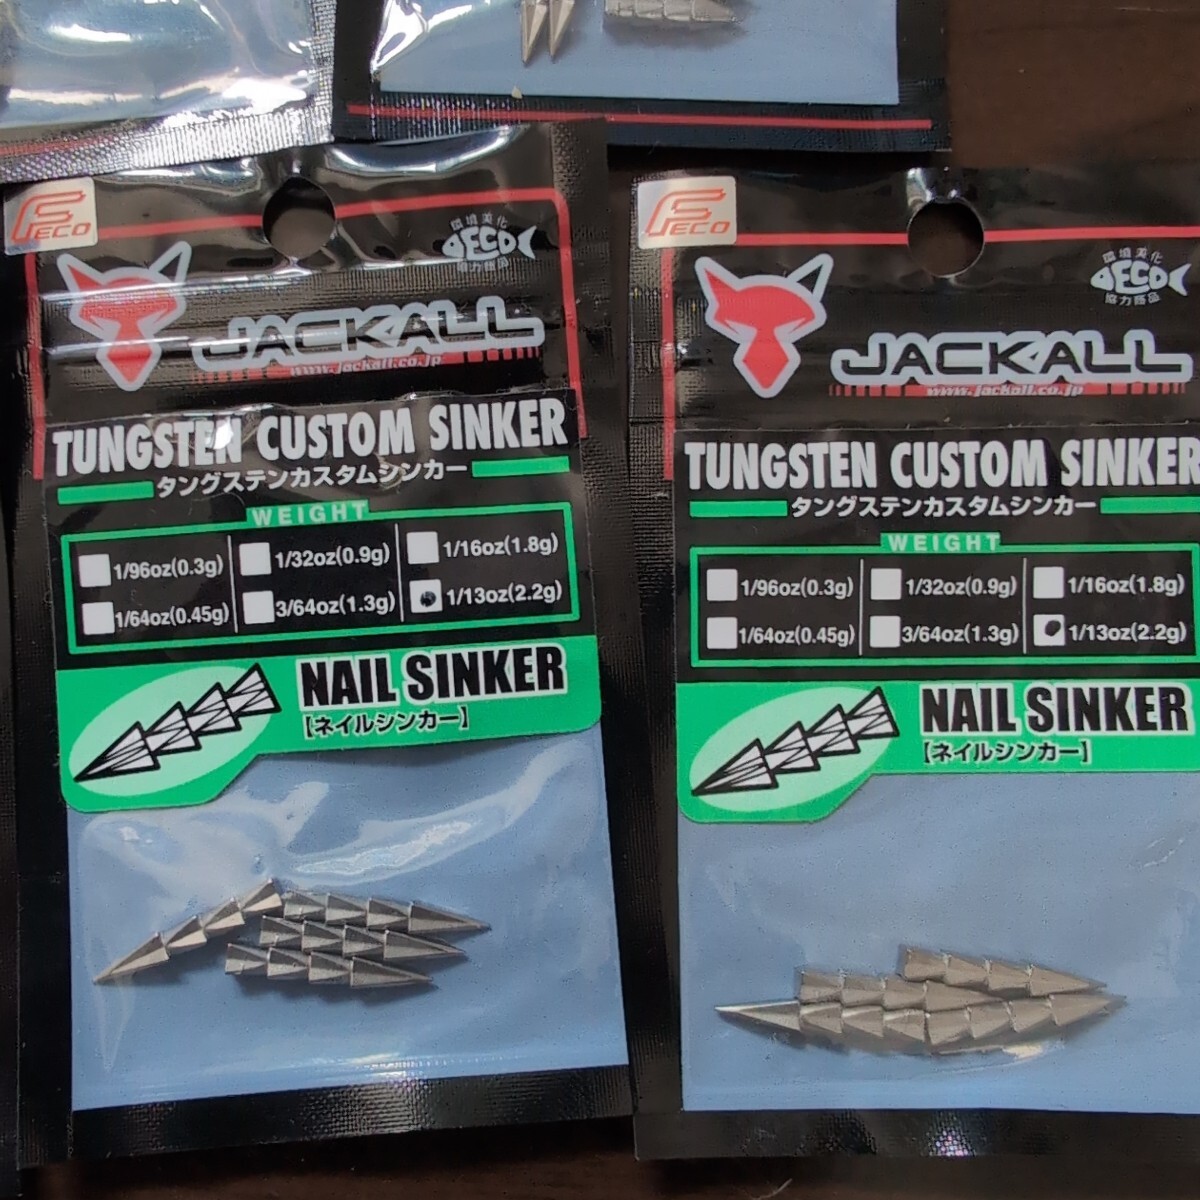 FECO
環境美化
ECO
協力商品
JACKALL
www.jackall.co.jp
TUNGSTEN CUSTOM SINKER
タングステンカスタムシンカー
WEIGHT
1/96oz(0.3g) 1/32oz(0.9g) 1/16oz(1.8g)
1/64oz(0.45g) 3/64oz(1.3g) 1/13oz(2.2g)
NAIL SINKER
【ネイルシンカー】
FECO
環境美化
ECO
協力商品
JACKALL
www.jackall.co.jp
TUNGSTEN CUSTOM SINKER
タングステンカスタムシンカー
WEIGHT
1/96oz(0.3g) 1/32oz(0.9g) 1/16oz(1.8g)
1/64oz(0.45g) 3/64oz(1.3g) 1/13oz(2.2g)
NAIL SINKER
【ネイルシンカー】